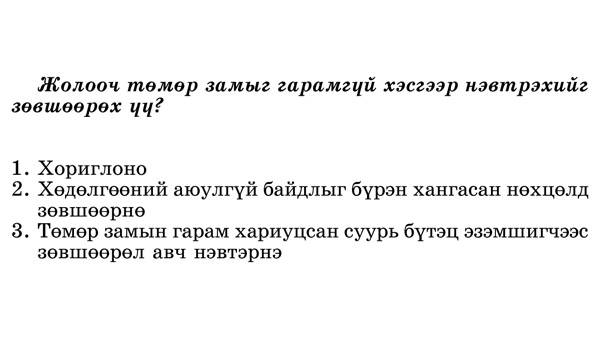 Жолооч төмөр замыг гарамгүй хэсгээр нэвтрэхийг
зөвшөөрөх үү?
1. Хориглоно
2. Хөдөлгөөний аюулгүй байдлыг бүрэн хангасан нөхцөлд
зөвшөөрнө
3. Төмөр замын гарам хариуцсан суурь бүтэц эзэмшигчээс
зөвшөөрөл авч нэвтэрнэ